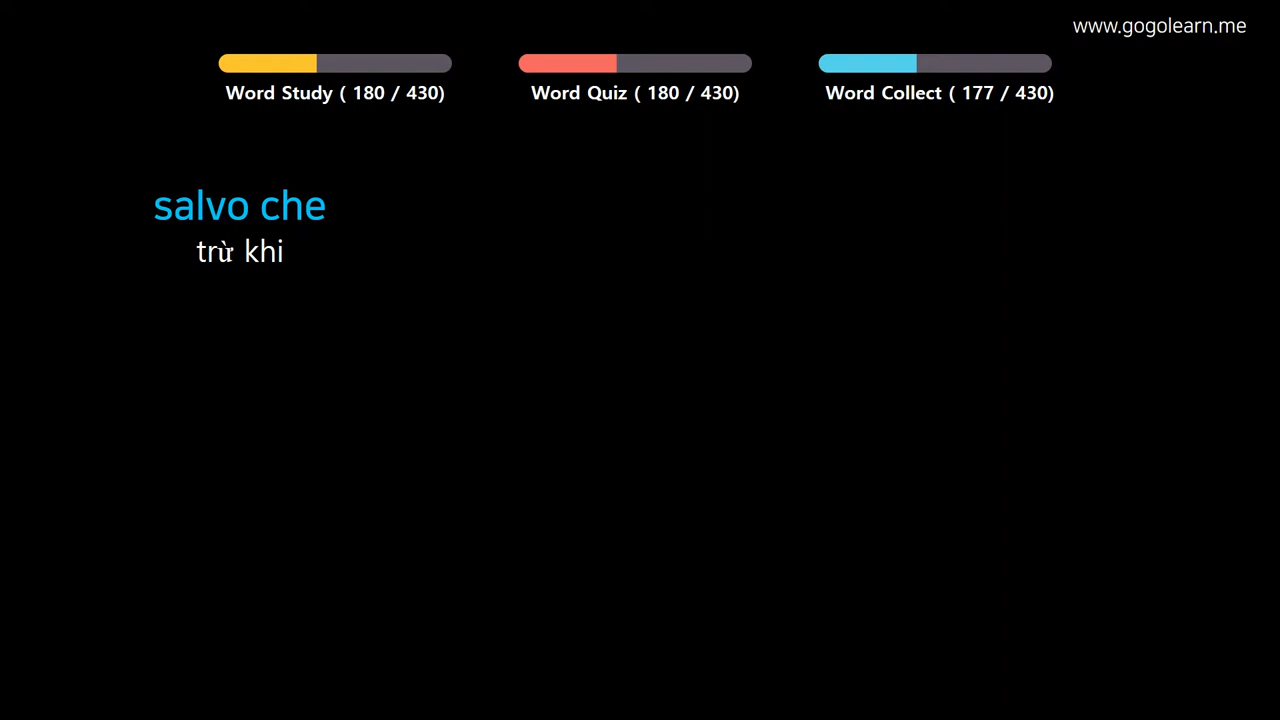 www.gogolearn.me
Word Study ( 180 / 430)
Word Quiz ( 180 / 430)
Word Collect ( 177 / 430)
salvo che
trừ khi